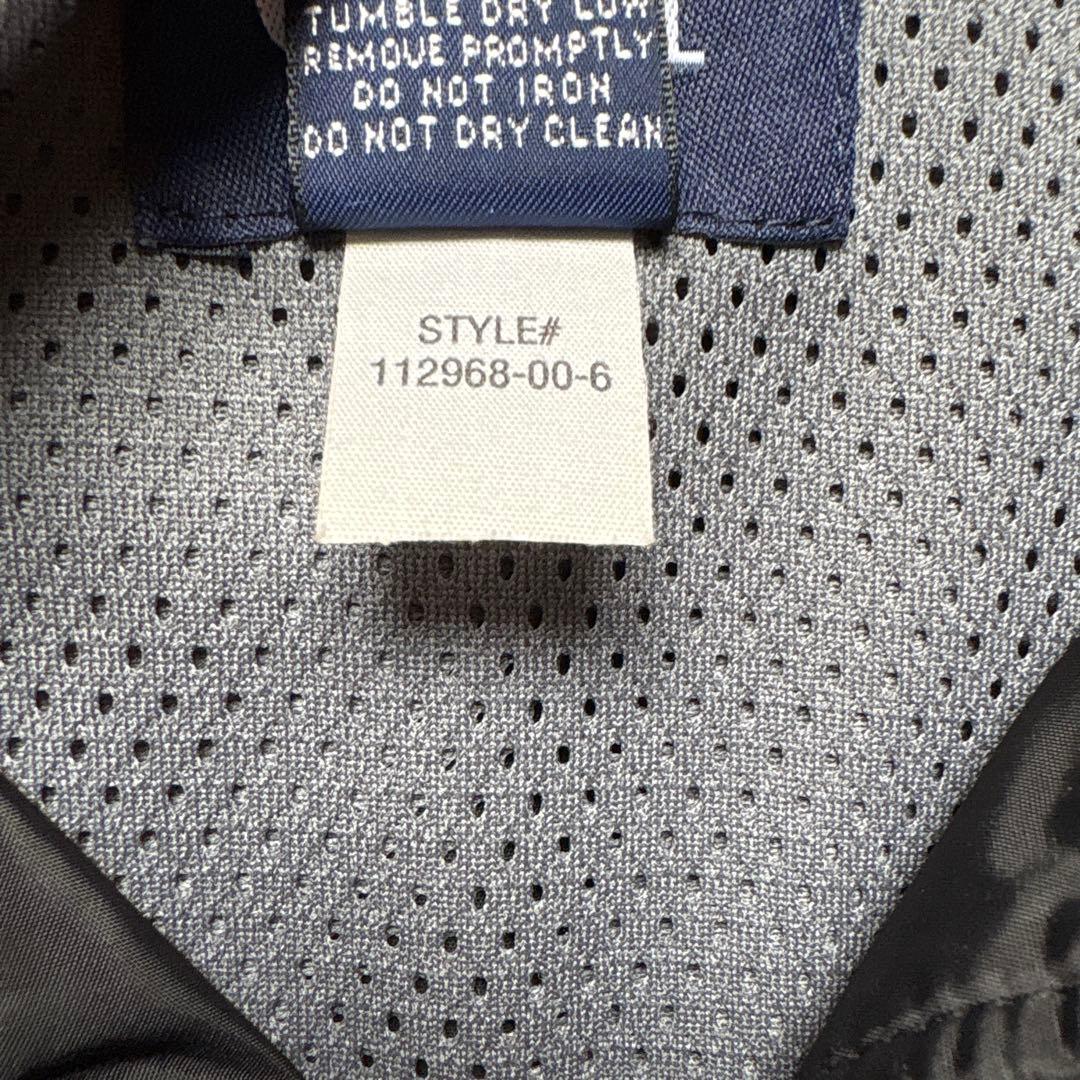 TUMBLE DRY LOW
REMOVE PROMPTLY
DO NOT IRON
DO NOT DRY CLEAN
L
STYLE#
112968-00-6